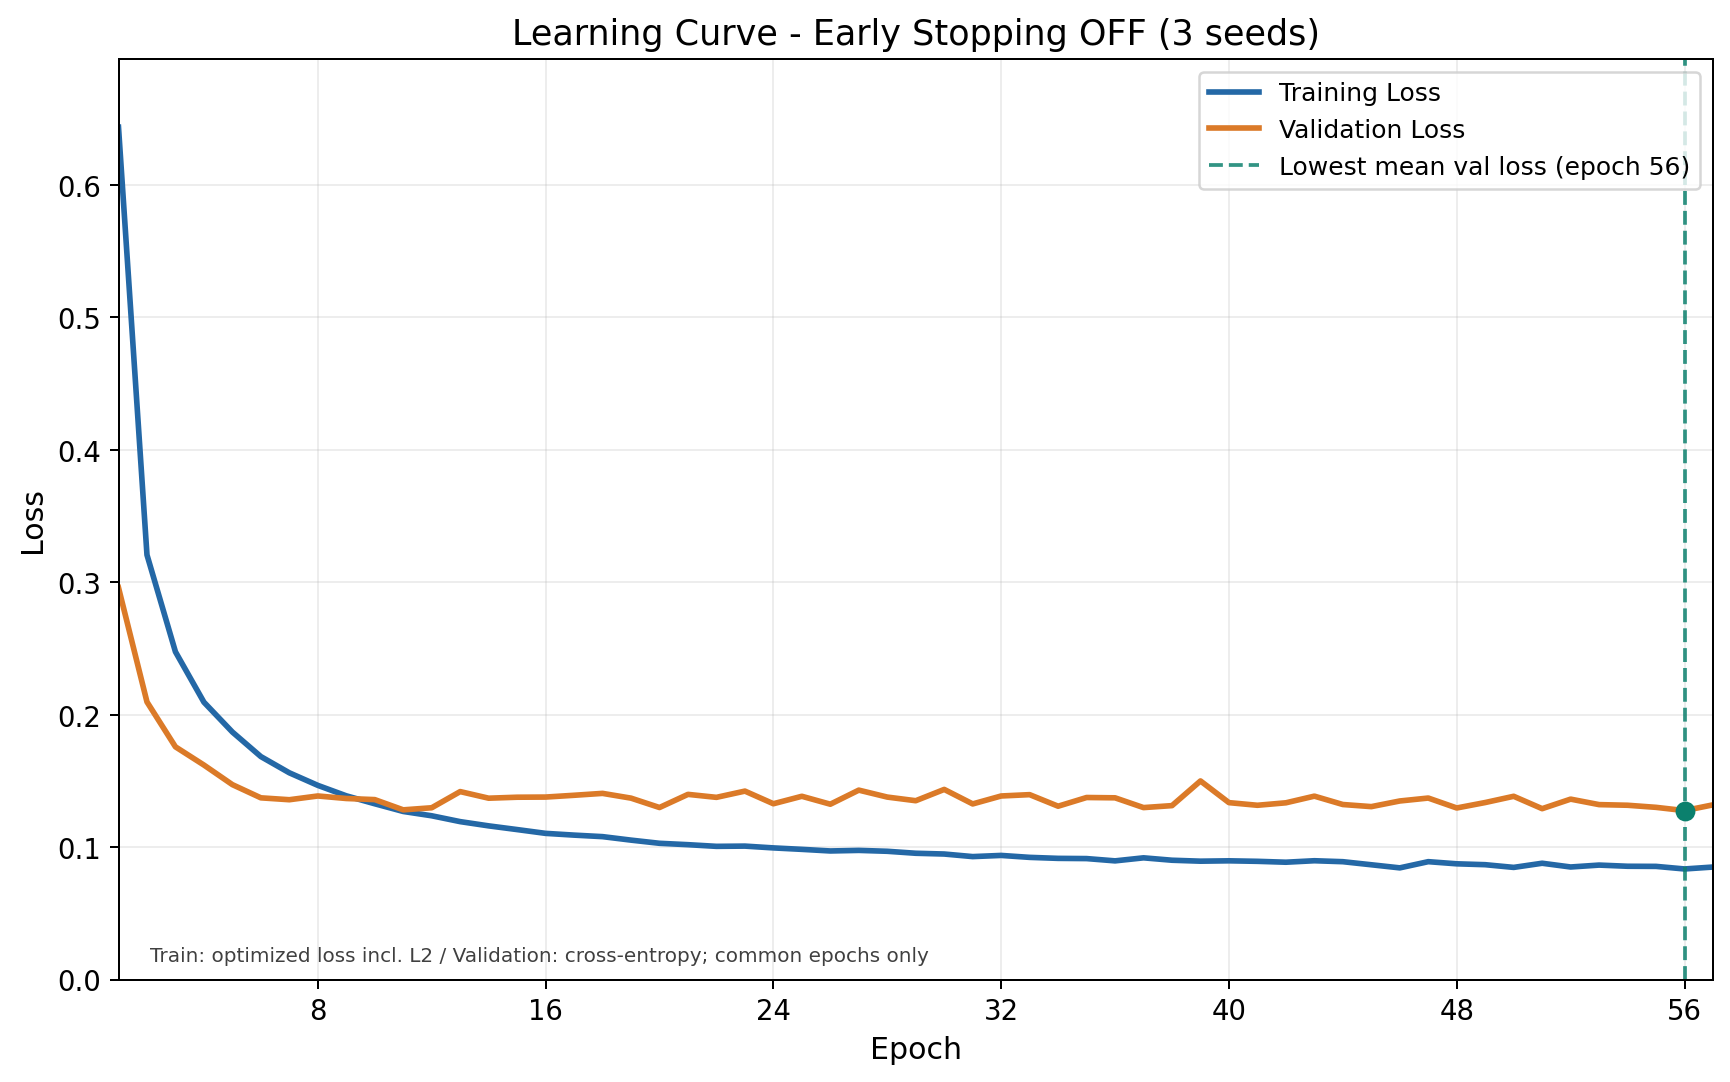 Learning Curve - Early Stopping OFF (3 seeds)
Training Loss
Validation Loss
Lowest mean val loss (epoch 56)
Loss
0.6
0.5
0.4
0.3
0.2
0.1
0.0
Train: optimized loss incl. L2 / Validation: cross-entropy; common epochs only
8 16 24 32 40 48 56
Epoch